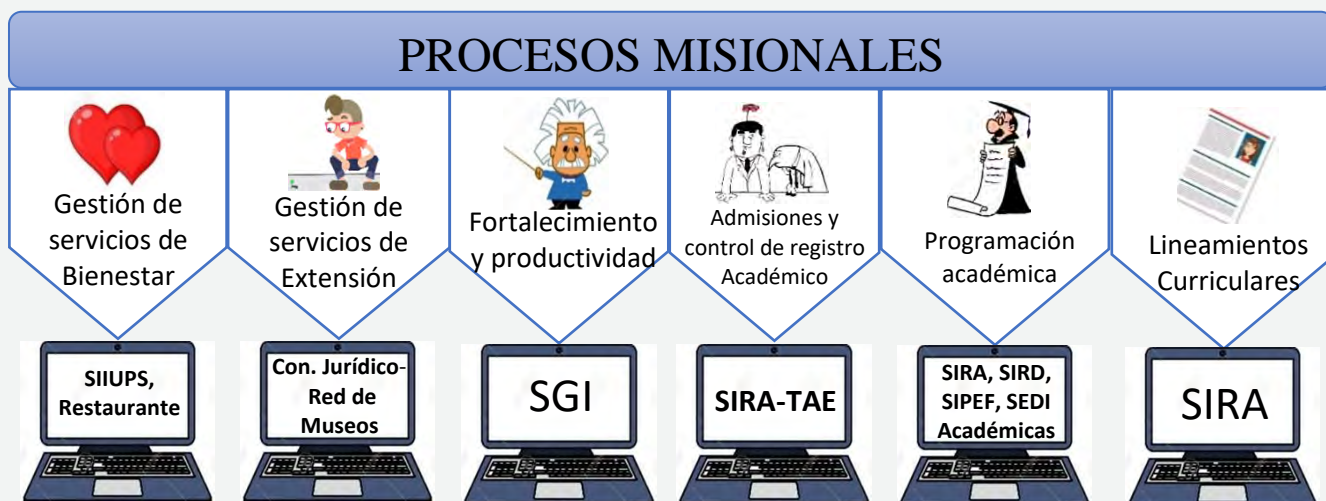 PROCESOS MISIONALES
Gestión de
servicios de
Bienestar
Gestión de
servicios de
Extensión
Fortalecimiento
y productividad
Admisiones y
control de registro
Académico
Programación
académica
Lineamientos
Curriculares
SIIUPS,
Restaurante
Con. Jurídico-
Red de
Museos
SGI
SIRA-TAE
SIRA, SIRD,
SIPEF, SEDI
Académicas
SIRA